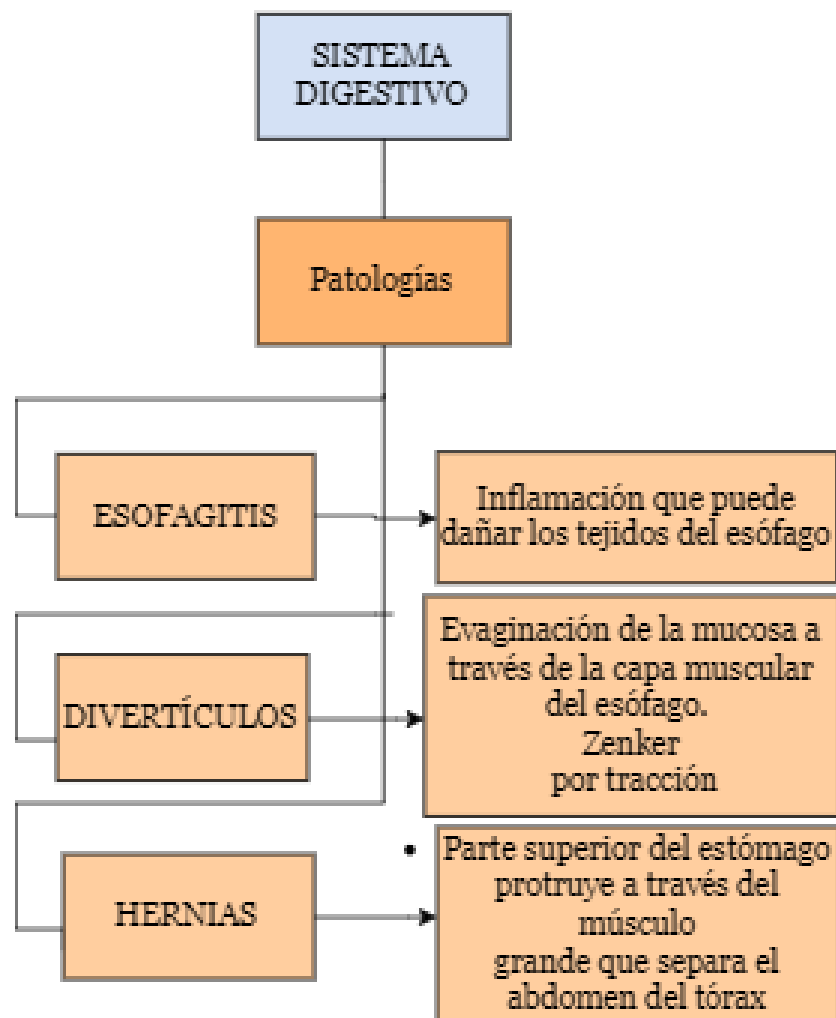 SISTEMA
DIGESTIVO
Patologías
ESOFAGITIS
Inflamación que puede
dañar los tejidos del esófago
DIVERTÍCULOS
Evaginación de la mucosa a
través de la capa muscular
del esófago.
Zenker
por tracción
HERNIAS
• Parte superior del estómago
protruye a través del
músculo
grande que separa el
abdomen del tórax